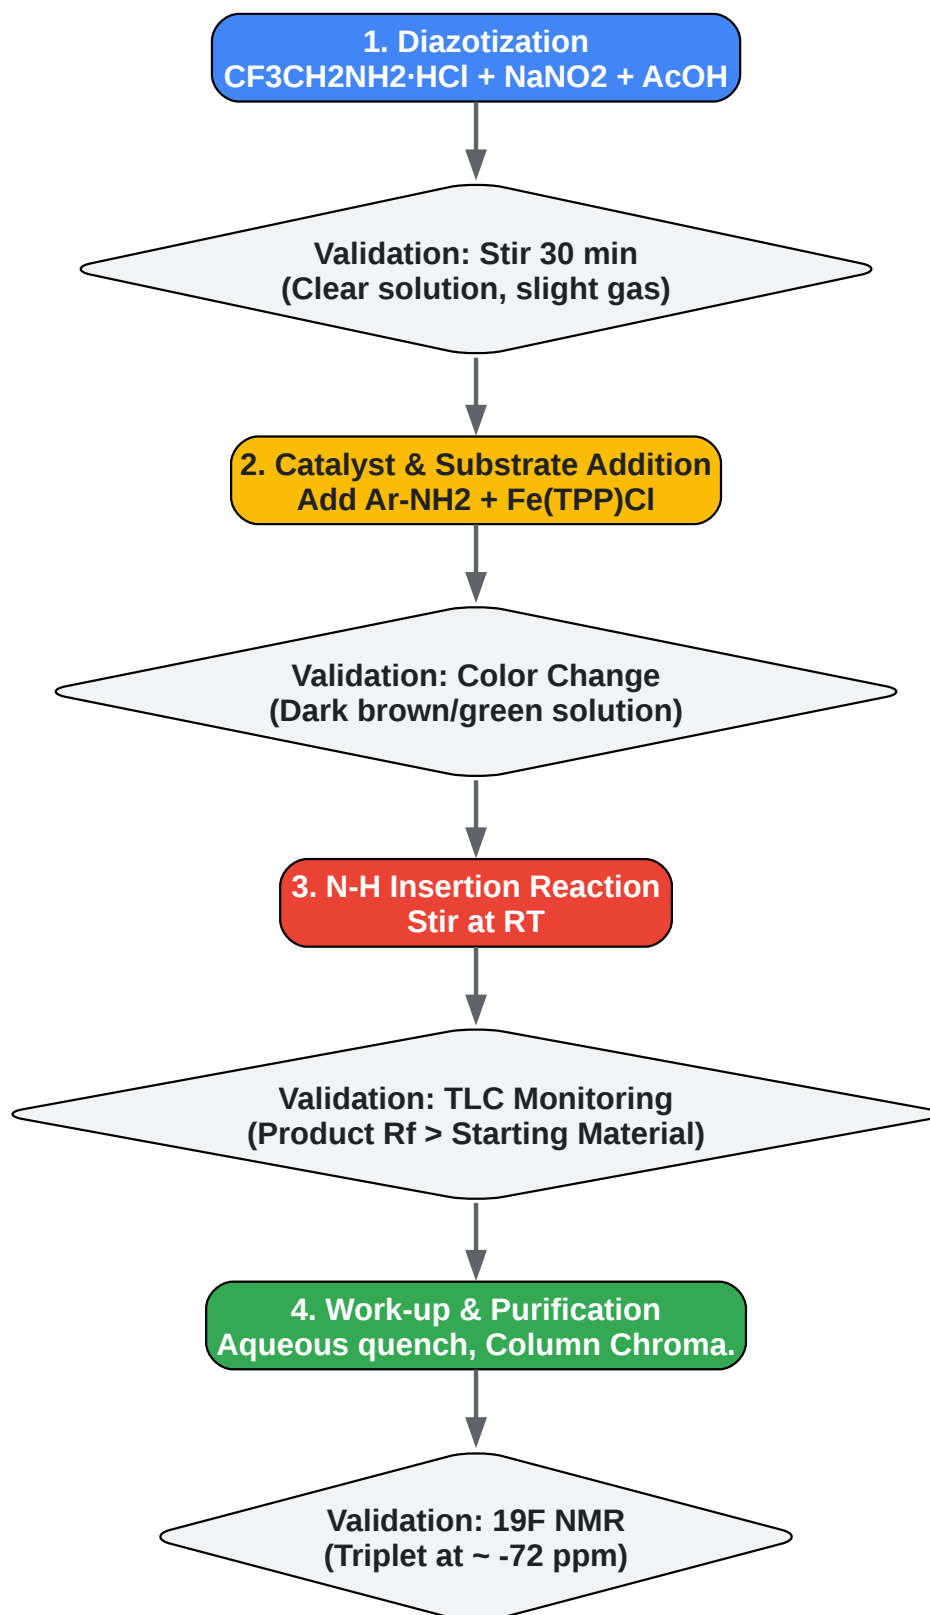 1. Diazotization
CF3CH2NH2·HCl + NaNO2 + AcOH
Validation: Stir 30 min
(Clear solution, slight gas)
2. Catalyst & Substrate Addition
Add Ar-NH2 + Fe(TPP)Cl
Validation: Color Change
(Dark brown/green solution)
3. N-H Insertion Reaction
Stir at RT
Validation: TLC Monitoring
(Product Rf > Starting Material)
4. Work-up & Purification
Aqueous quench, Column Chroma.
Validation: 19F NMR
(Triplet at ~ -72 ppm)